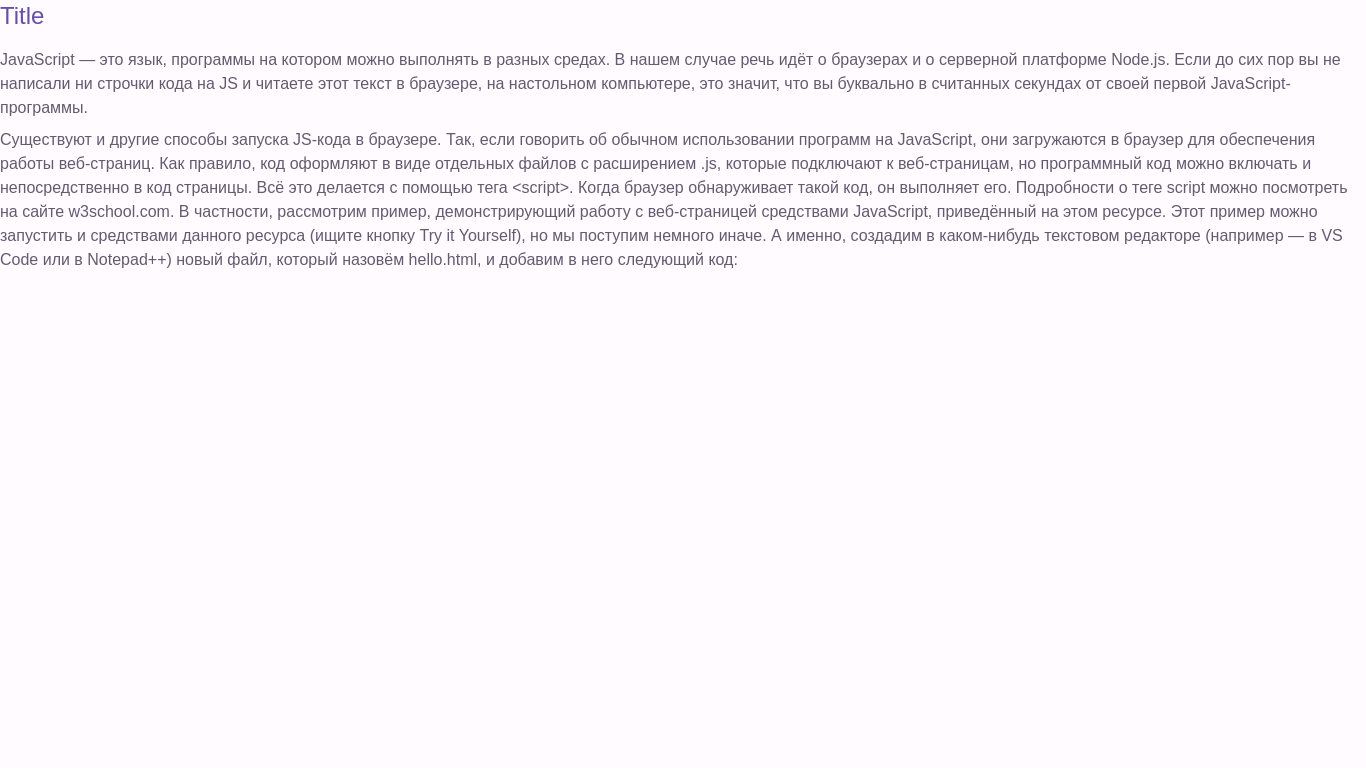 Title
JavaScript — это язык, программы на котором можно выполнять в разных средах. В нашем случае речь идёт о браузерах и о серверной платформе Node.js. Если до сих пор вы не
написали ни строчки кода на JS и читаете этот текст в браузере, на настольном компьютере, это значит, что вы буквально в считанных секундах от своей первой JavaScript-
программы.
Существуют и другие способы запуска JS-кода в браузере. Так, если говорить об обычном использовании программ на JavaScript, они загружаются в браузер для обеспечения
работы веб-страниц. Как правило, код оформляют в виде отдельных файлов с расширением .js, которые подключают к веб-страницам, но программный код можно включать и
непосредственно в код страницы. Всё это делается с помощью тега <script>. Когда браузер обнаруживает такой код, он выполняет его. Подробности о теге script можно посмотреть
на сайте w3school.com. В частности, рассмотрим пример, демонстрирующий работу с веб-страницей средствами JavaScript, приведённый на этом ресурсе. Этот пример можно
запустить и средствами данного ресурса (ищите кнопку Try it Yourself), но мы поступим немного иначе. А именно, создадим в каком-нибудь текстовом редакторе (например — в VS
Code или в Notepad++) новый файл, который назовём hello.html, и добавим в него следующий код: